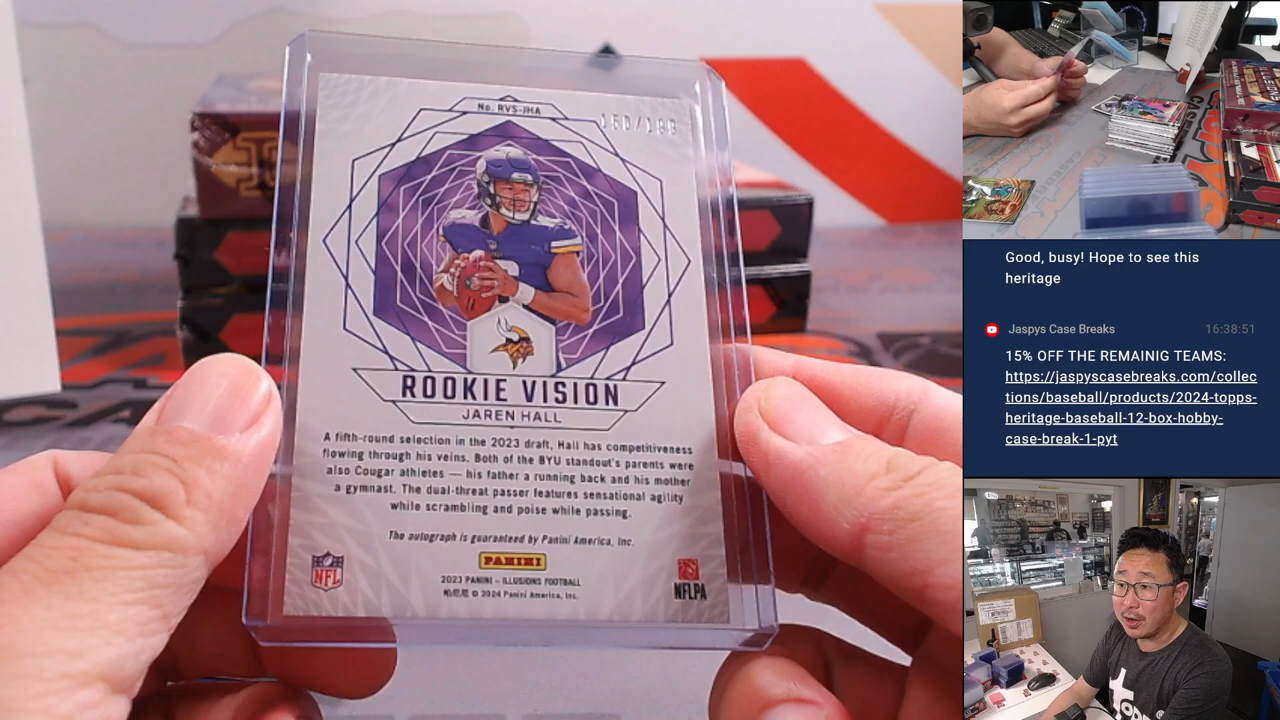 No. RVS-JHA
150/199
ROOKIE VISION
JAREN HALL
A fifth-round selection in the 2023 draft, Hall has competitiveness
flowing through his veins. Both of the BYU standout's parents were
also Cougar athletes — his father a running back and his mother
a gymnast. The dual-threat passer features sensational agility
while scrambling and poise while passing.
The autograph is guaranteed by Panini America, Inc.
PANINI
NFL
2023 PANINI – ILLUSIONS FOOTBALL
© 2024 Panini America, Inc.
NFLPA
Good, busy! Hope to see this
heritage
Jaspys Case Breaks 16:38:51
15% OFF THE REMAINIG TEAMS:
https://jaspyscasebreaks.com/collec
tions/baseball/products/2024-topps-
heritage-baseball-12-box-hobby-
case-break-1-pyt